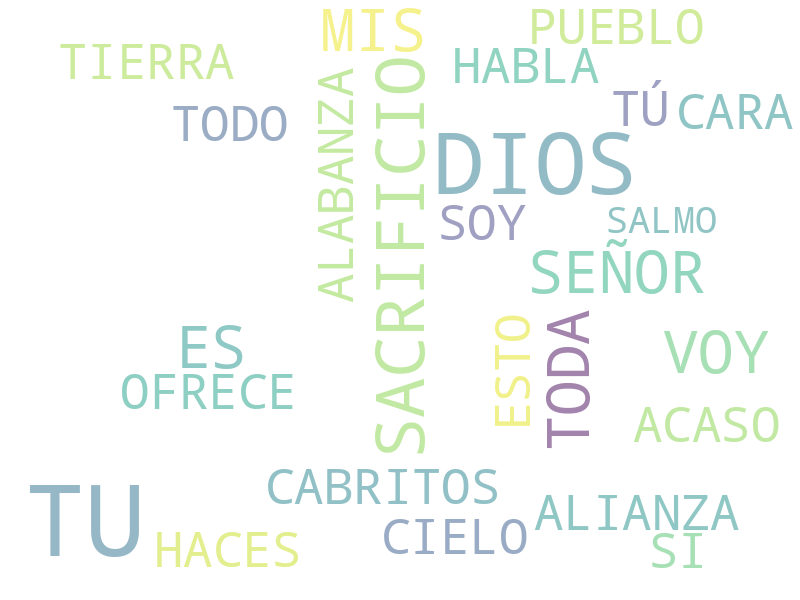 MIS
PUEBLO
TIERRA
HABLA
TODO
ALABANZA
SACRIFICIO
TÚ
CARA
DIOS
SOY
SALMO
SEÑOR
ES
OFRECE
ESTO
TODA
VOY
ACASO
TU
CABRITOS
HACES
CIELO
ALIANZA
SI